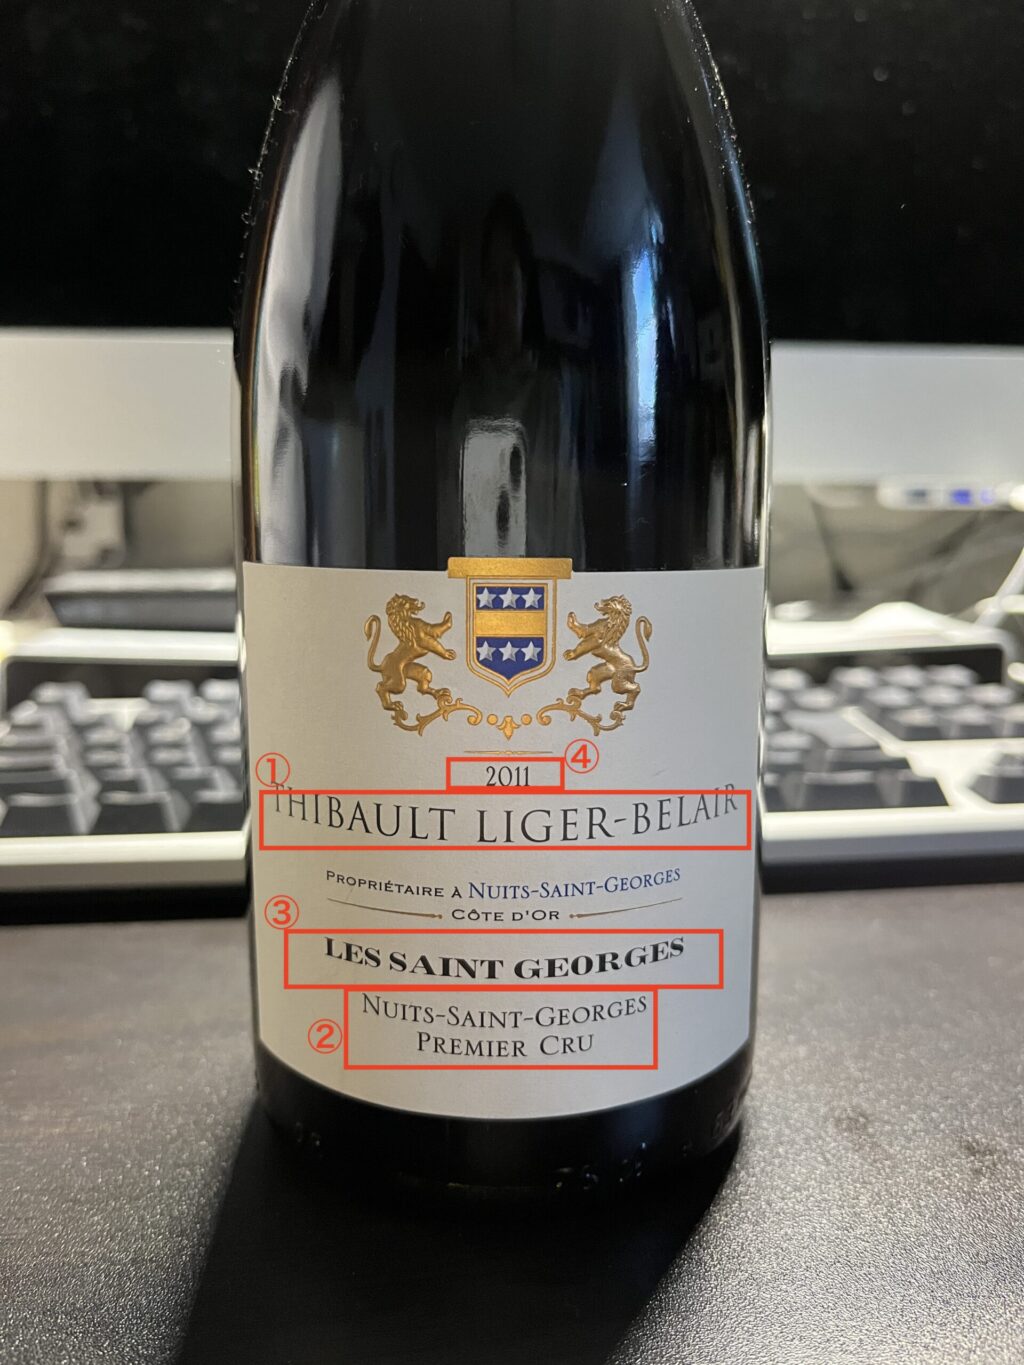 ④
2011
①
THIBAULT LIGER-BELAIR
PROPRIÉTAIRE À NUITS-SAINT-GEORGES
CÔTE D'OR
③
LES SAINT GEORGES
②
NUITS-SAINT-GEORGES
PREMIER CRU